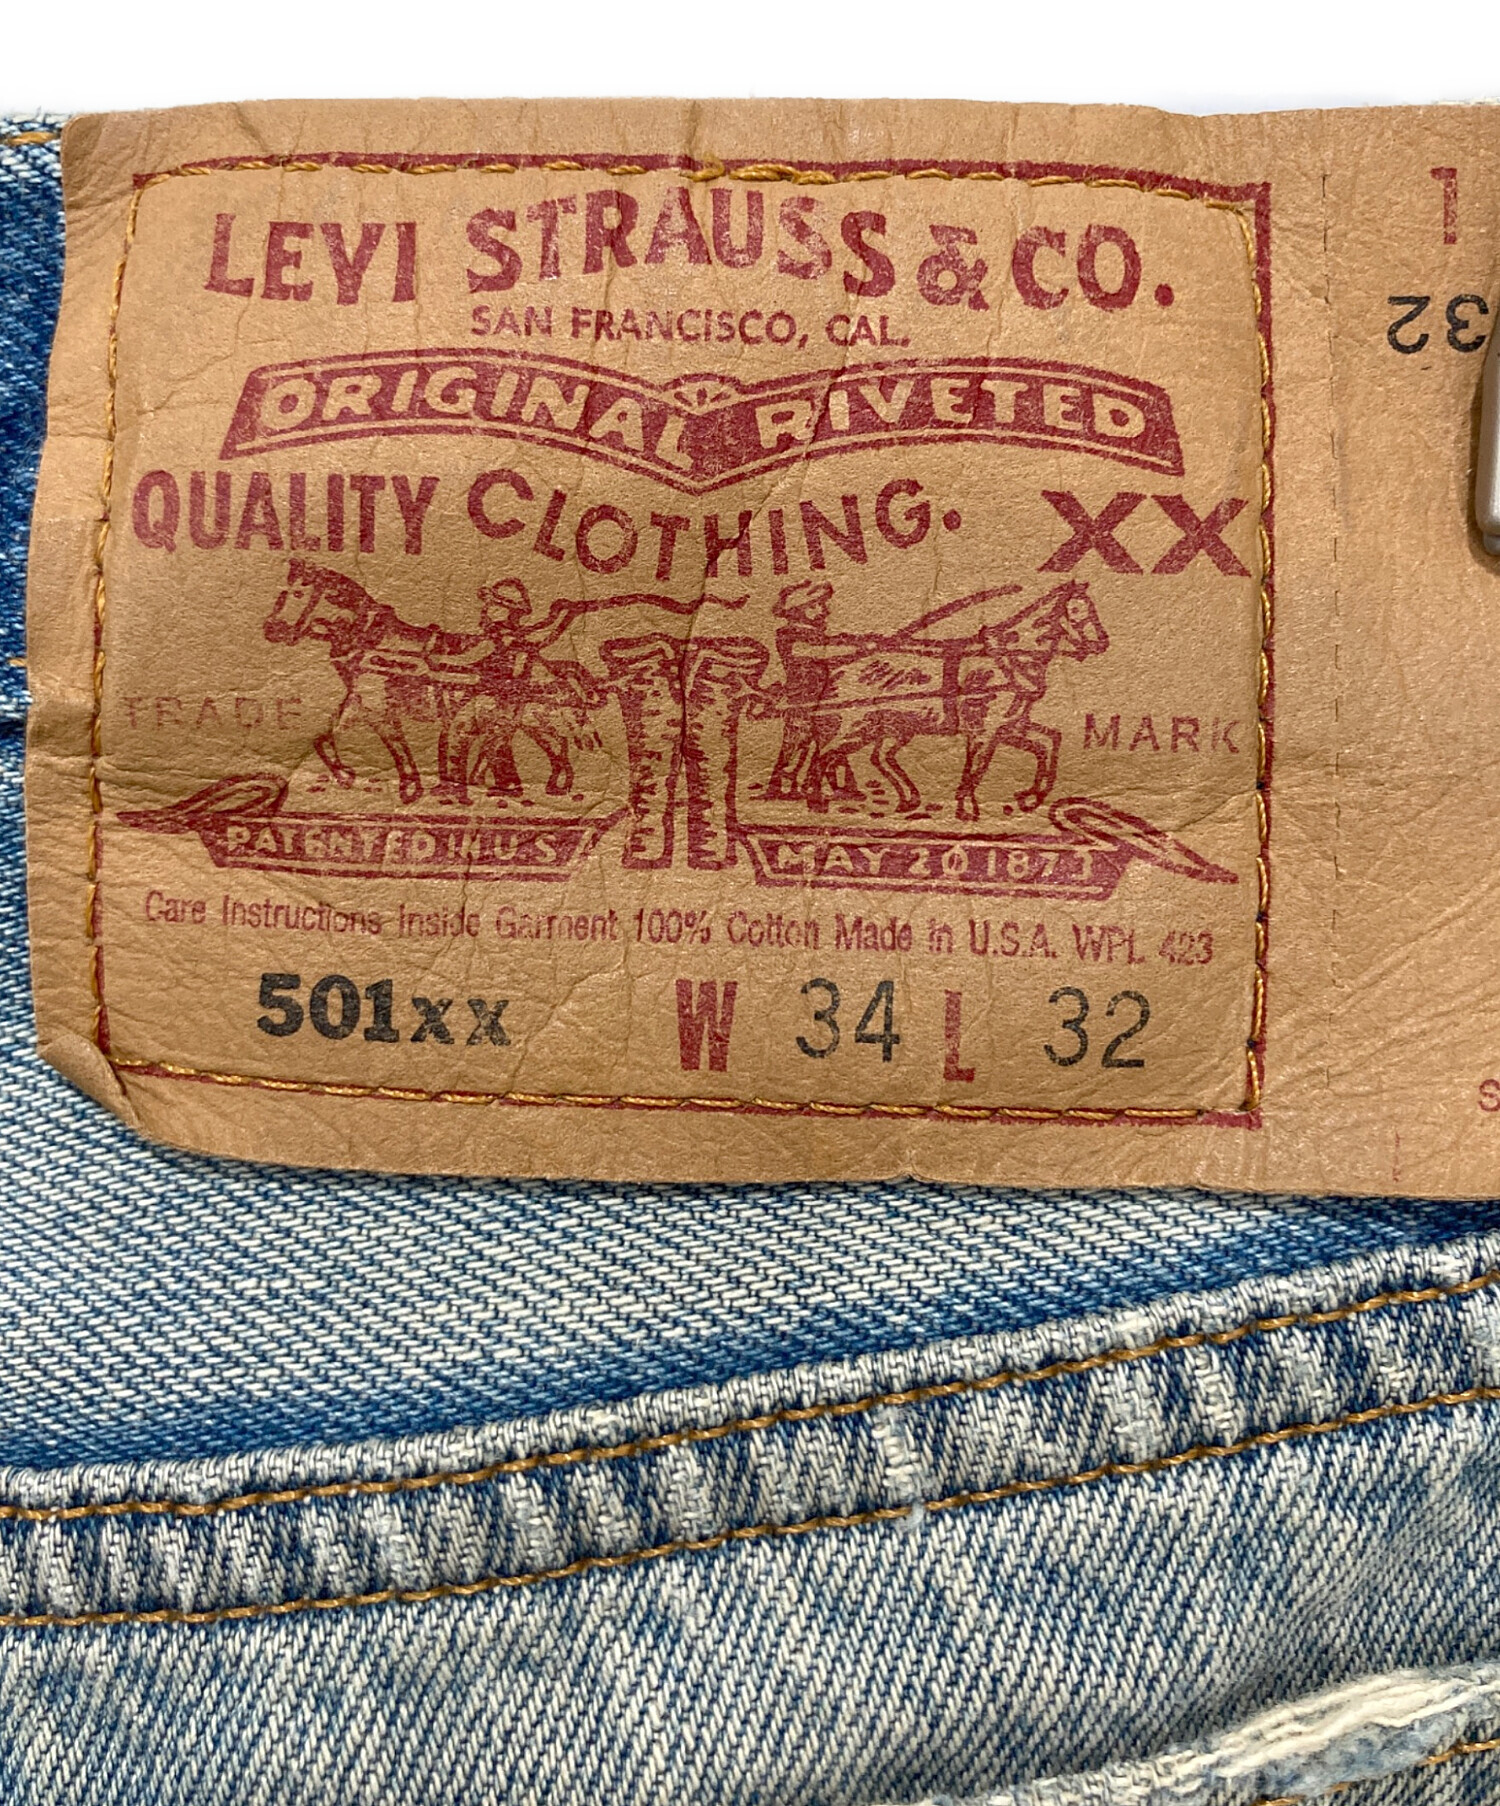 LEVI STRAUSS & CO.
SAN FRANCISCO, CAL.
ORIGINAL RIVETED
QUALITY CLOTHING. XX
TRADE MARK
PATENTED IN U.S. MAY 20 1873
Care Instructions Inside Garment 100% Cotton Made in U.S.A. WPL 423
501xx W 34 L 32
32